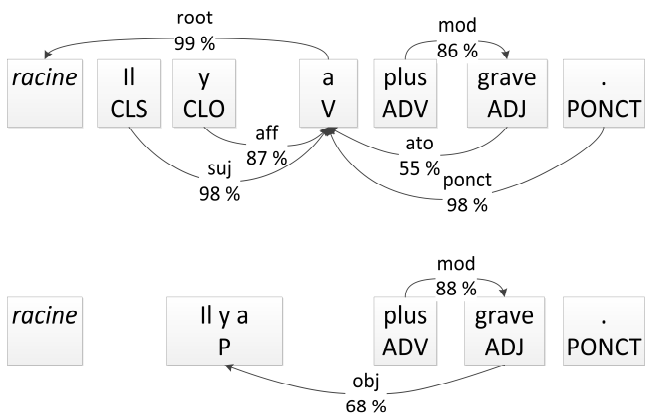 root
99 %
mod
86 %
racine Il y a plus grave .
CLS CLO V ADV ADJ PONCT
aff
87 %
ato
55 %
suj
98 %
ponct
98 %
mod
88 %
racine Il y a plus grave .
P ADV ADJ PONCT
obj
68 %